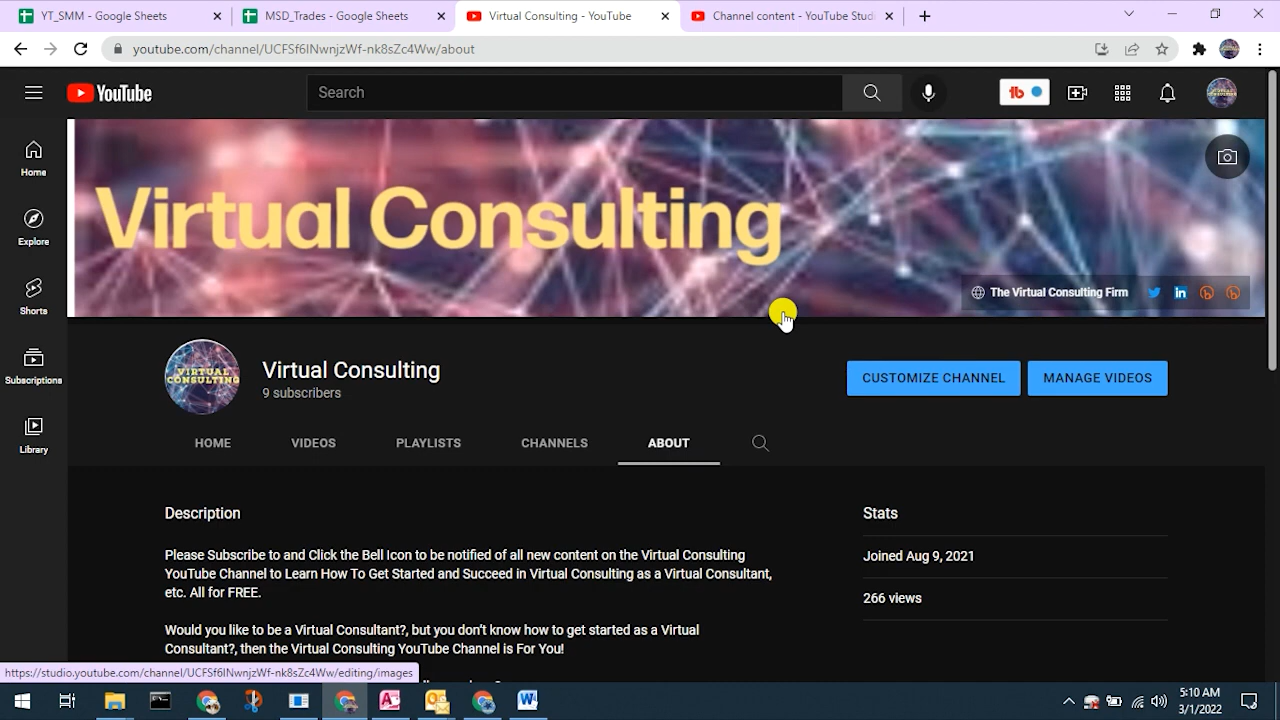 YT_SMM - Google Sheets
MSD_Trades - Google Sheets
Virtual Consulting - YouTube
Channel content - YouTube Stud
youtube.com/channel/UCFSf6lNwnjzWf-nk8sZc4Ww/about
YouTube
Search
tb
Virtual Consulting
The Virtual Consulting Firm
Home
Explore
Shorts
Subscriptions
Library
VIRTUAL
CONSULTING
Virtual Consulting
9 subscribers
CUSTOMIZE CHANNEL
MANAGE VIDEOS
HOME
VIDEOS
PLAYLISTS
CHANNELS
ABOUT
Description
Please Subscribe to and Click the Bell Icon to be notified of all new content on the Virtual Consulting
YouTube Channel to Learn How To Get Started and Succeed in Virtual Consulting as a Virtual Consultant,
etc. All for FREE.
Would you like to be a Virtual Consultant?, but you don't know how to get started as a Virtual
Consultant?, then the Virtual Consulting YouTube Channel is For You!
Stats
Joined Aug 9, 2021
266 views
https://studio.youtube.com/channel/UCFSf6lNwnjzWf-nk8sZc4Ww/editing/images
5:10 AM
3/1/2022